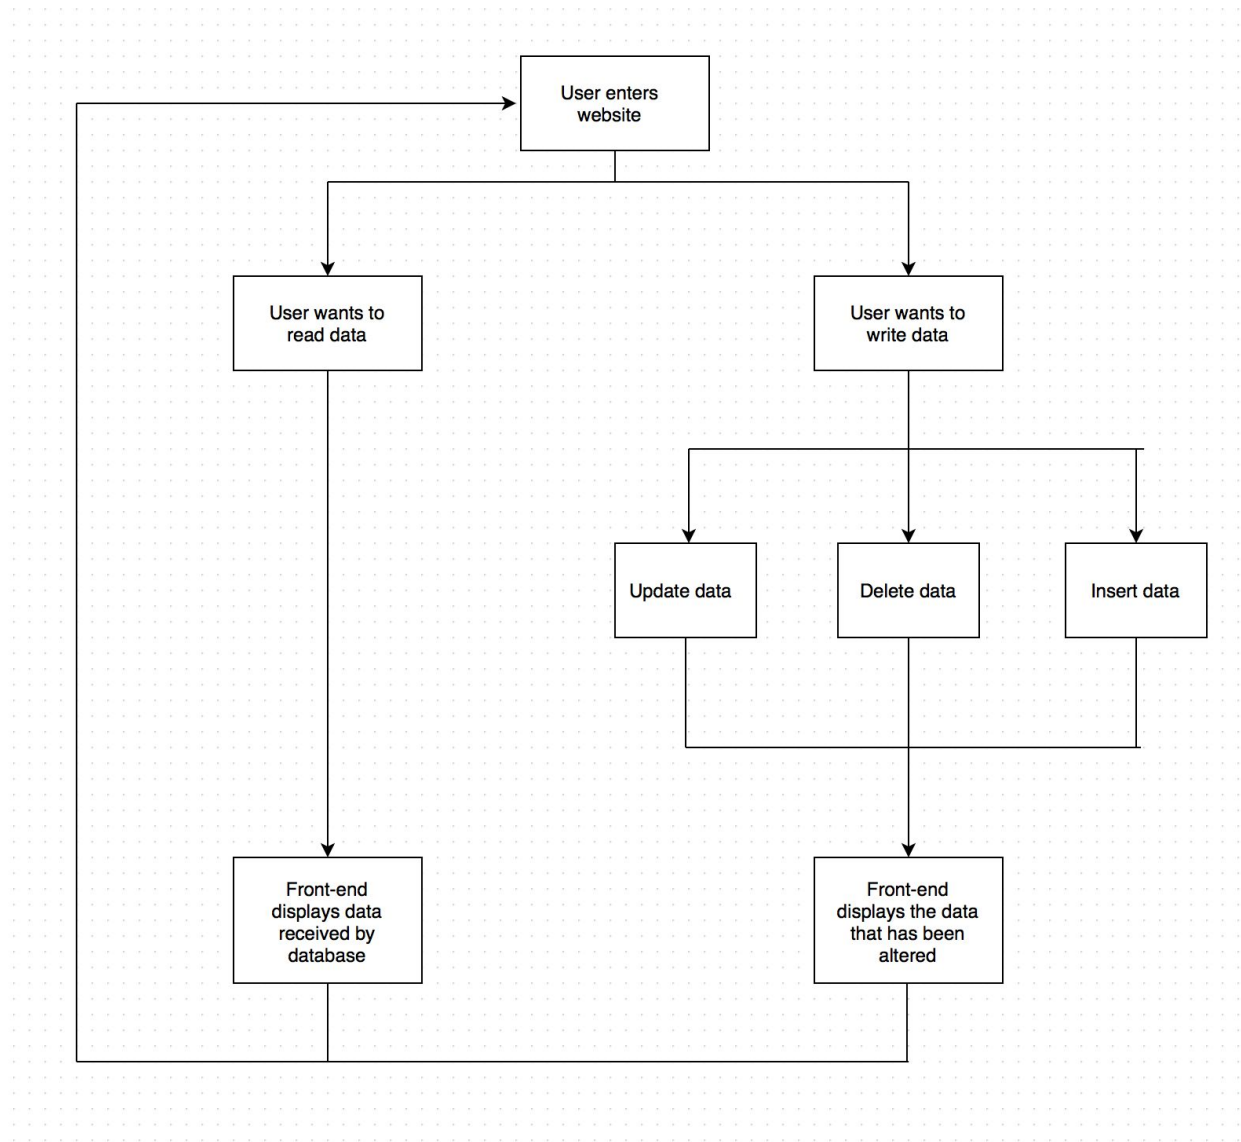 User enters
website
User wants to
read data
User wants to
write data
Update data
Delete data
Insert data
Front-end
displays data
received by
database
Front-end
displays the data
that has been
altered